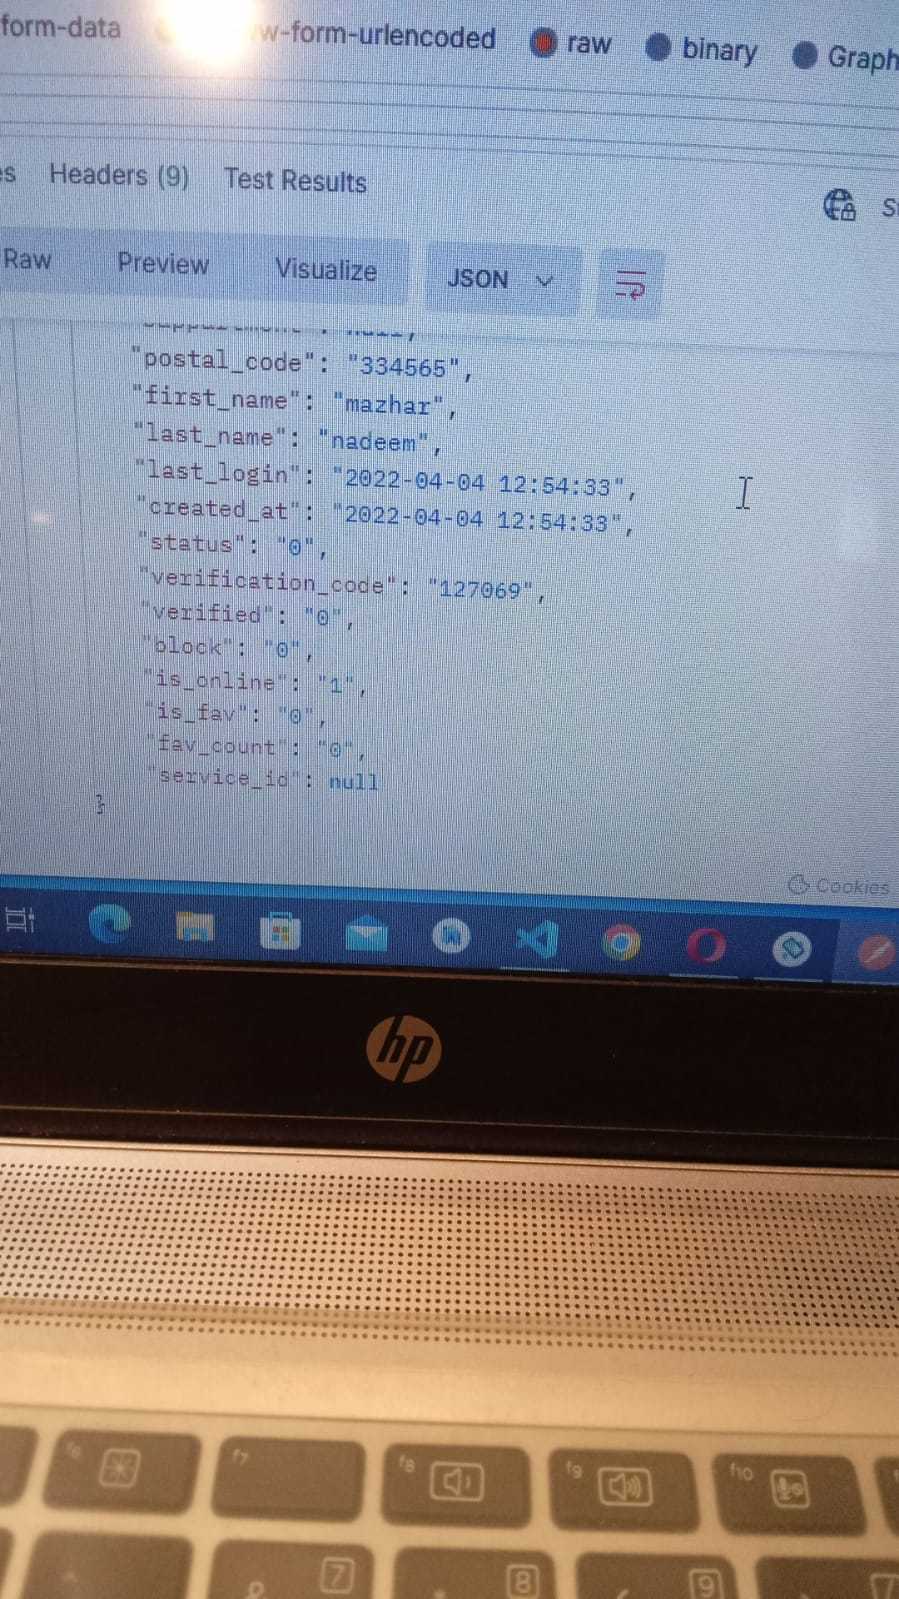 form-data
w-form-urlencoded
raw
binary
Graph
es
Headers (9)
Test Results
Raw
Preview
Visualize
JSON
"postal_code": "334565",
"first_name": "mazhar",
"last_name": "nadeem",
"last_login": "2022-04-04 12:54:33",
"created_at": "2022-04-04 12:54:33",
"status": "0",
"verification_code": "127069",
"verified": "0",
"block": "0",
"is_online": "1",
"is_fav": "0",
"fav_count": "0",
"service_id": null
}
Cookies
hp
f6
f7
f8
f9
f10
7
8
9